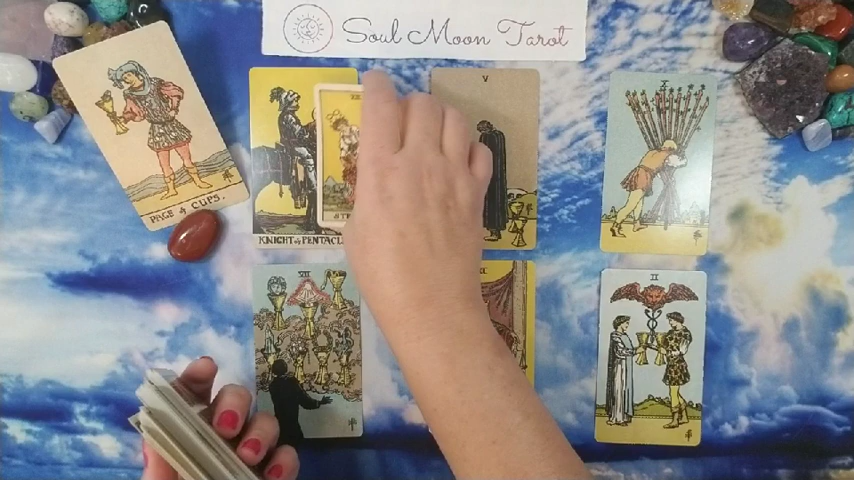 Soul Moon Tarot
PAGE of CUPS.
KNIGHT of PENTACL
V
X
VII
II